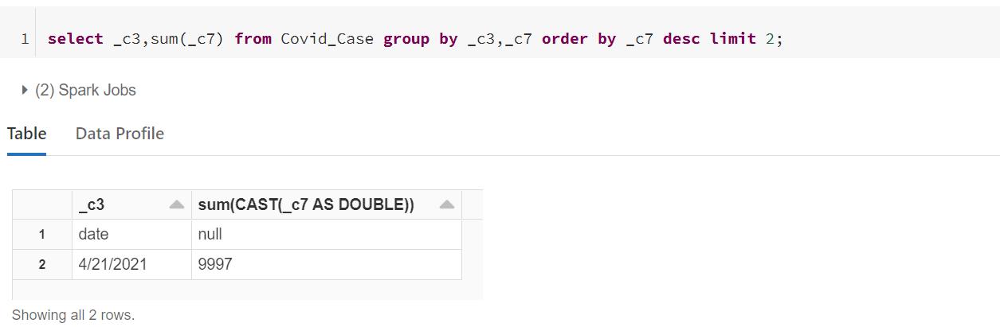 1 select _c3,sum(_c7) from Covid_Case group by _c3,_c7 order by _c7 desc limit 2;
(2) Spark Jobs
Table Data Profile
_c3 sum(CAST(_c7 AS DOUBLE))
1 date null
2 4/21/2021 9997
Showing all 2 rows.